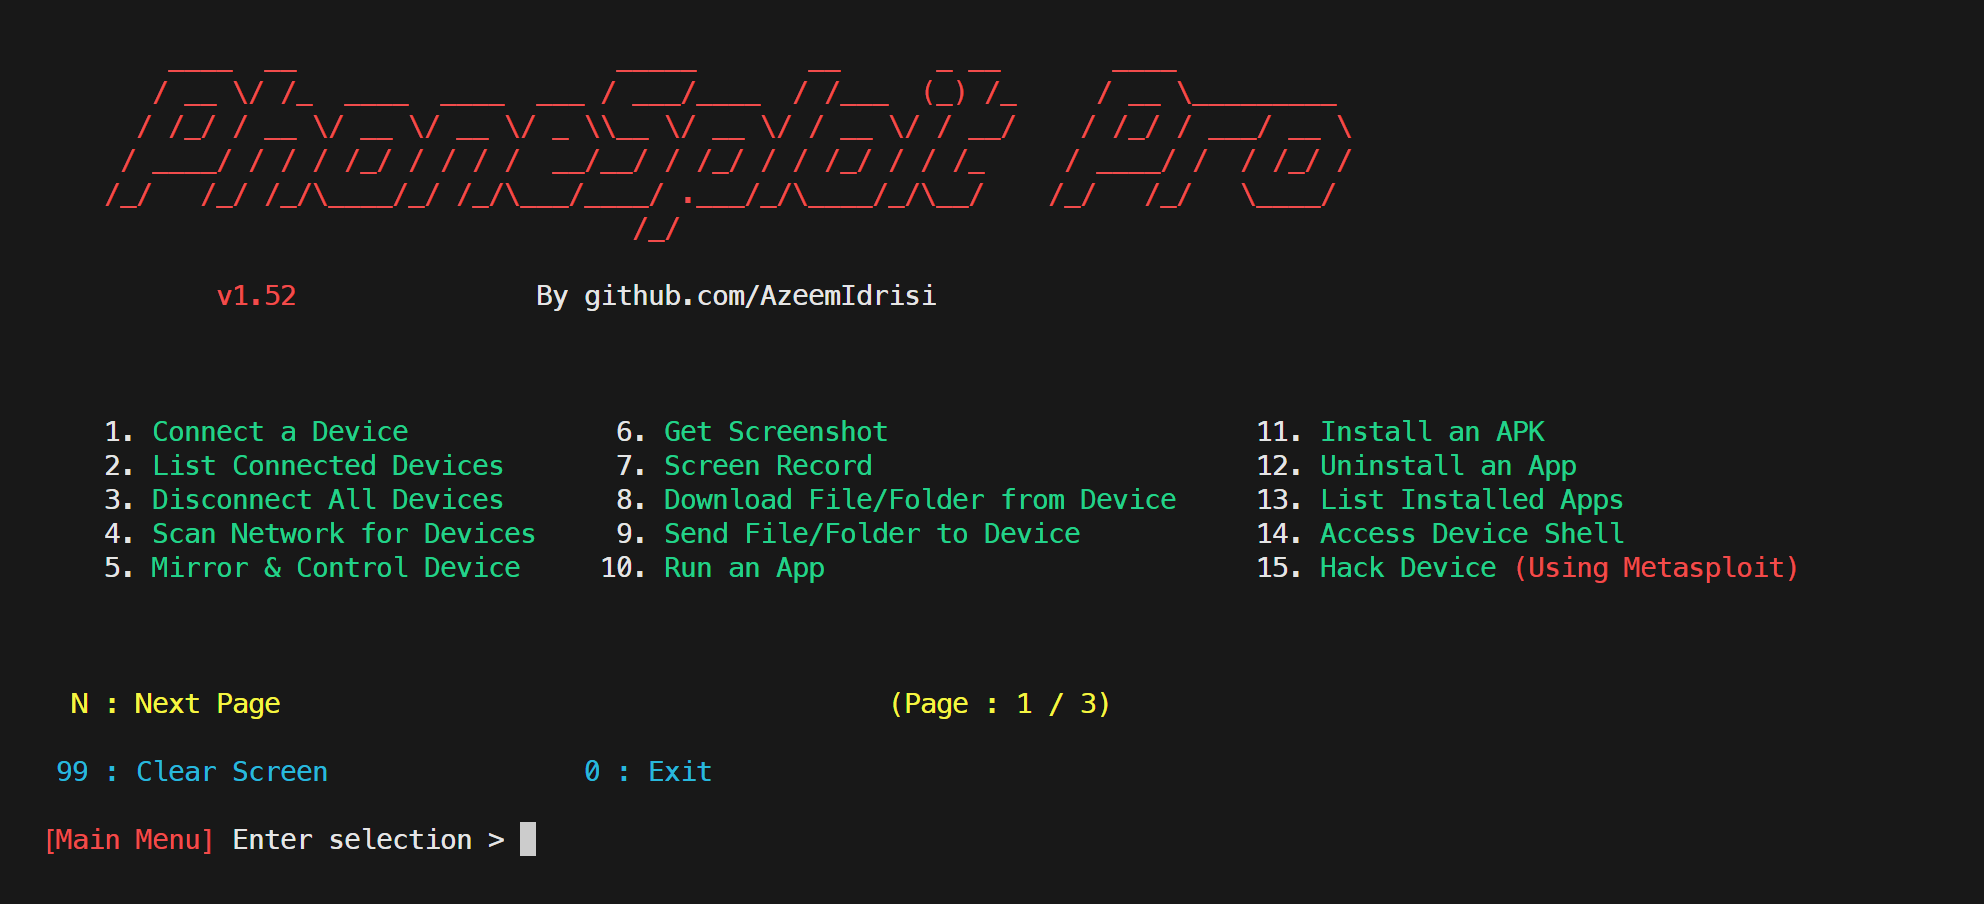 PhoneSploit Pro
v1.52 By github.com/AzeemIdrisi
1. Connect a Device 6. Get Screenshot 11. Install an APK
2. List Connected Devices 7. Screen Record 12. Uninstall an App
3. Disconnect All Devices 8. Download File/Folder from Device 13. List Installed Apps
4. Scan Network for Devices 9. Send File/Folder to Device 14. Access Device Shell
5. Mirror & Control Device 10. Run an App 15. Hack Device (Using Metasploit)
N : Next Page (Page : 1 / 3)
99 : Clear Screen 0 : Exit
[Main Menu] Enter selection >